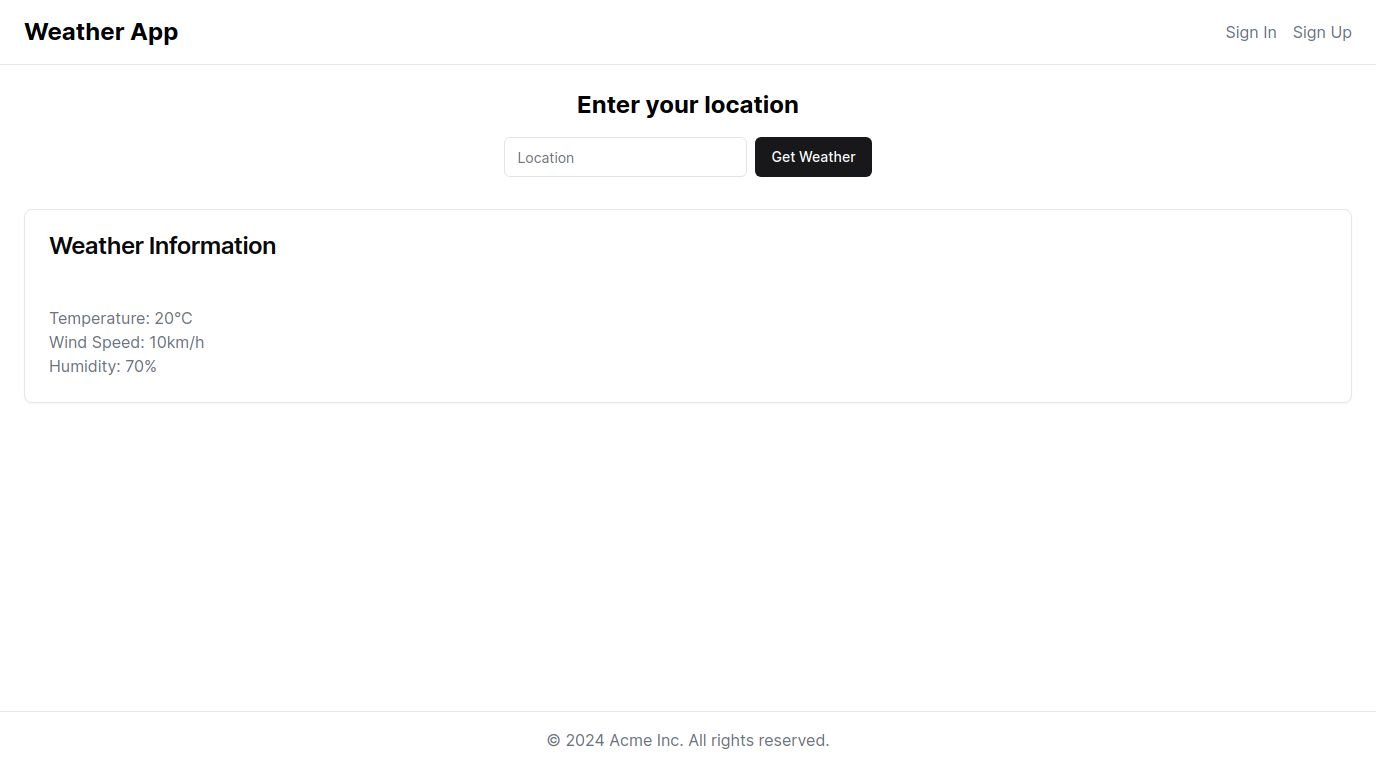 Weather App
Sign In Sign Up
Enter your location
Location
Get Weather
Weather Information
Temperature: 20°C
Wind Speed: 10km/h
Humidity: 70%
© 2024 Acme Inc. All rights reserved.